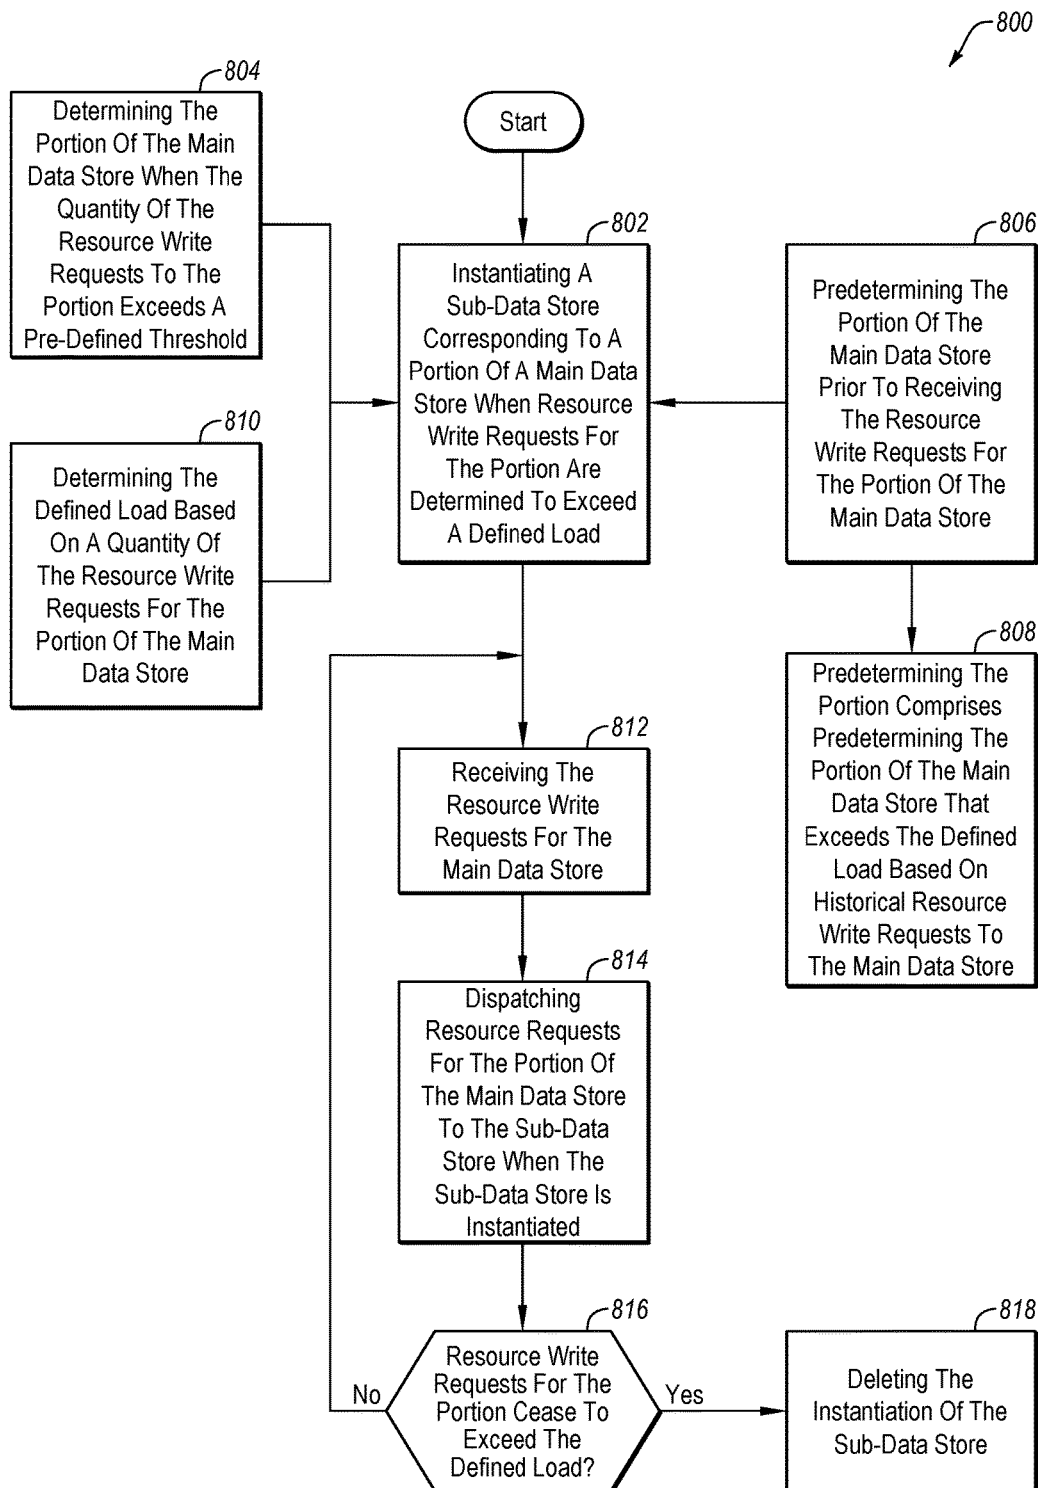 800
804
Determining The
Portion Of The Main
Data Store When The
Quantity Of The
Resource Write
Requests To The
Portion Exceeds A
Pre-Defined Threshold
Start
802
Instantiating A
Sub-Data Store
Corresponding To A
Portion Of A Main Data
Store When Resource
Write Requests For
The Portion Are
Determined To Exceed
A Defined Load
806
Predetermining The
Portion Of The
Main Data Store
Prior To Receiving
The Resource
Write Requests For
The Portion Of The
Main Data Store
810
Determining The
Defined Load Based
On A Quantity Of
The Resource Write
Requests For The
Portion Of The Main
Data Store
808
Predetermining The
Portion Comprises
Predetermining The
Portion Of The Main
Data Store That
Exceeds The Defined
Load Based On
Historical Resource
Write Requests To
The Main Data Store
812
Receiving The
Resource Write
Requests For The
Main Data Store
814
Dispatching
Resource Requests
For The Portion Of
The Main Data Store
To The Sub-Data
Store When The
Sub-Data Store Is
Instantiated
816
Resource Write
Requests For The
Portion Cease To
Exceed The
Defined Load?
No
Yes
818
Deleting The
Instantiation Of The
Sub-Data Store